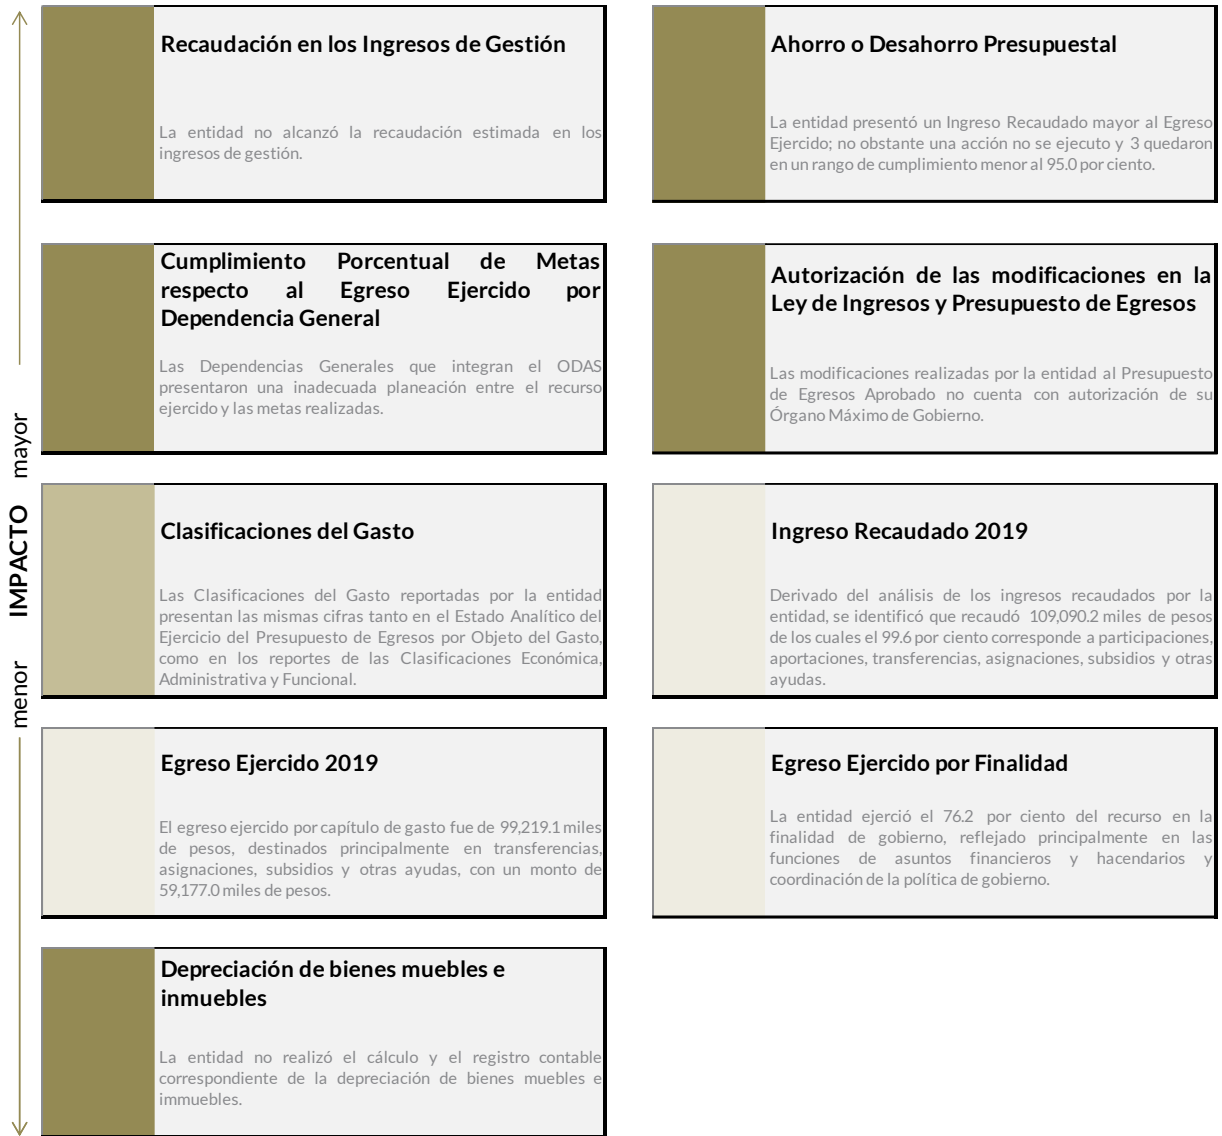 Recaudación en los Ingresos de Gestión
La entidad no alcanzó la recaudación estimada en los
ingresos de gestión.
Ahorro o Desahorro Presupuestal
La entidad presentó un Ingreso Recaudado mayor al Egreso
Ejercido; no obstante una acción no se ejecuto y 3 quedaron
en un rango de cumplimiento menor al 95.0 por ciento.
Cumplimiento Porcentual de Metas
respecto al Egreso Ejercido por
Dependencia General
Las Dependencias Generales que integran el ODAS
presentaron una inadecuada planeación entre el recurso
ejercido y las metas realizadas.
Autorización de las modificaciones en la
Ley de Ingresos y Presupuesto de Egresos
Las modificaciones realizadas por la entidad al Presupuesto
de Egresos Aprobado no cuenta con autorización de su
Órgano Máximo de Gobierno.
menor IMPACTO mayor
Clasificaciones del Gasto
Las Clasificaciones del Gasto reportadas por la entidad
presentan las mismas cifras tanto en el Estado Analítico del
Ejercicio del Presupuesto de Egresos por Objeto del Gasto,
como en los reportes de las Clasificaciones Económica,
Administrativa y Funcional.
Ingreso Recaudado 2019
Derivado del análisis de los ingresos recaudados por la
entidad, se identificó que recaudó 109,090.2 miles de pesos
de los cuales el 99.6 por ciento corresponde a participaciones,
aportaciones, transferencias, asignaciones, subsidios y otras
ayudas.
Egreso Ejercido 2019
El egreso ejercido por capítulo de gasto fue de 99,219.1 miles
de pesos, destinados principalmente en transferencias,
asignaciones, subsidios y otras ayudas, con un monto de
59,177.0 miles de pesos.
Egreso Ejercido por Finalidad
La entidad ejerció el 76.2 por ciento del recurso en la
finalidad de gobierno, reflejado principalmente en las
funciones de asuntos financieros y hacendarios y
coordinación de la política de gobierno.
Depreciación de bienes muebles e
inmuebles
La entidad no realizó el cálculo y el registro contable
correspondiente de la depreciación de bienes muebles e
immuebles.